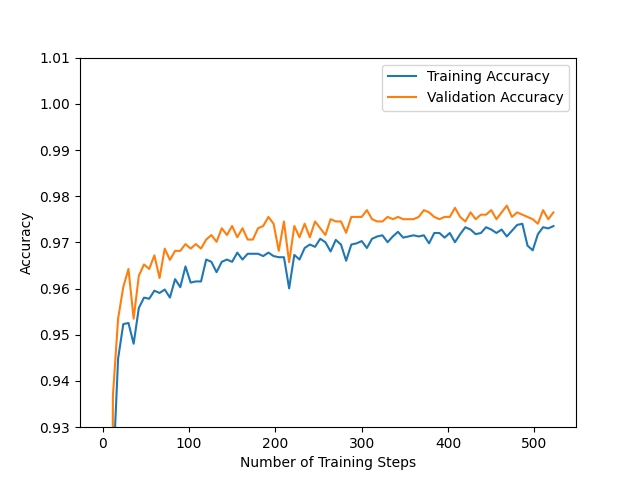 1.01
1.00
0.99
0.98
0.97
0.96
0.95
0.94
0.93
Accuracy
Training Accuracy
Validation Accuracy
0 100 200 300 400 500
Number of Training Steps